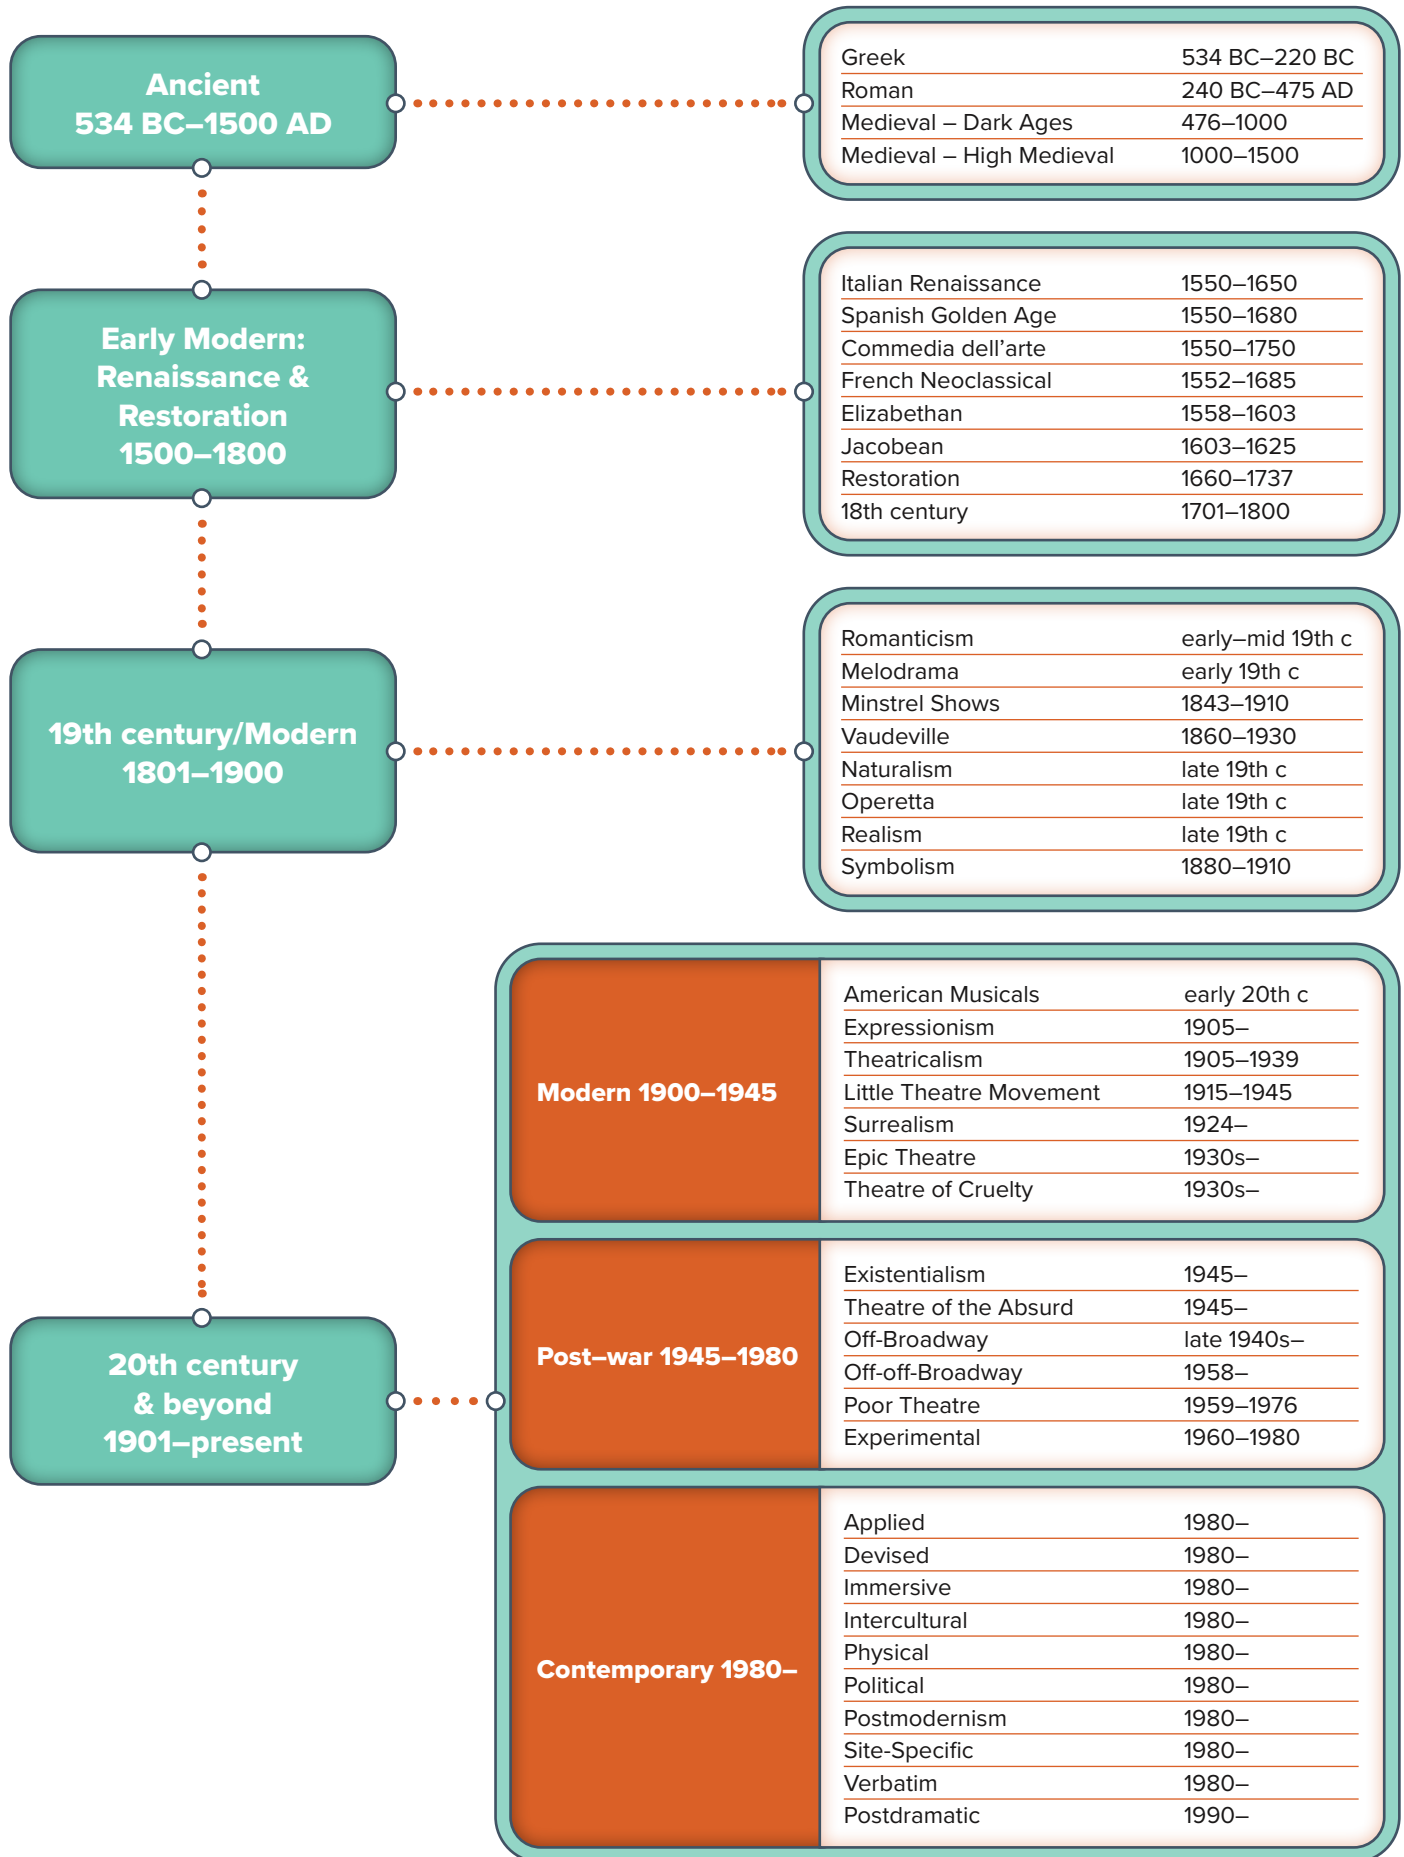 Ancient
534 BC–1500 AD
Greek 534 BC–220 BC
Roman 240 BC–475 AD
Medieval – Dark Ages 476–1000
Medieval – High Medieval 1000–1500
Early Modern:
Renaissance &
Restoration
1500–1800
Italian Renaissance 1550–1650
Spanish Golden Age 1550–1680
Commedia dell’arte 1550–1750
French Neoclassical 1552–1685
Elizabethan 1558–1603
Jacobean 1603–1625
Restoration 1660–1737
18th century 1701–1800
19th century/Modern
1801–1900
Romanticism early–mid 19th c
Melodrama early 19th c
Minstrel Shows 1843–1910
Vaudeville 1860–1930
Naturalism late 19th c
Operetta late 19th c
Realism late 19th c
Symbolism 1880–1910
20th century
& beyond
1901–present
Modern 1900–1945
American Musicals early 20th c
Expressionism 1905–
Theatricalism 1905–1939
Little Theatre Movement 1915–1945
Surrealism 1924–
Epic Theatre 1930s–
Theatre of Cruelty 1930s–
Post–war 1945–1980
Existentialism 1945–
Theatre of the Absurd 1945–
Off-Broadway late 1940s–
Off-off-Broadway 1958–
Poor Theatre 1959–1976
Experimental 1960–1980
Contemporary 1980–
Applied 1980–
Devised 1980–
Immersive 1980–
Intercultural 1980–
Physical 1980–
Political 1980–
Postmodernism 1980–
Site-Specific 1980–
Verbatim 1980–
Postdramatic 1990–